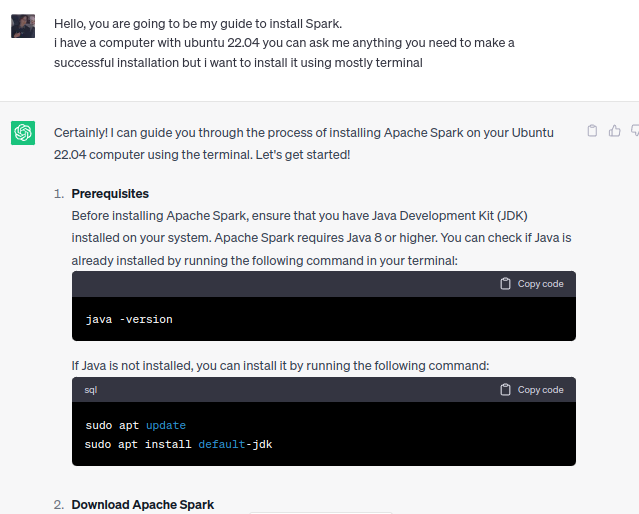 Hello, you are going to be my guide to install Spark.
i have a computer with ubuntu 22.04 you can ask me anything you need to make a
successful installation but i want to install it using mostly terminal
Certainly! I can guide you through the process of installing Apache Spark on your Ubuntu
22.04 computer using the terminal. Let's get started!
1. Prerequisites
Before installing Apache Spark, ensure that you have Java Development Kit (JDK)
installed on your system. Apache Spark requires Java 8 or higher. You can check if Java is
already installed by running the following command in your terminal:
Copy code
java -version
If Java is not installed, you can install it by running the following command:
sql Copy code
sudo apt update
sudo apt install default-jdk
2. Download Apache Spark